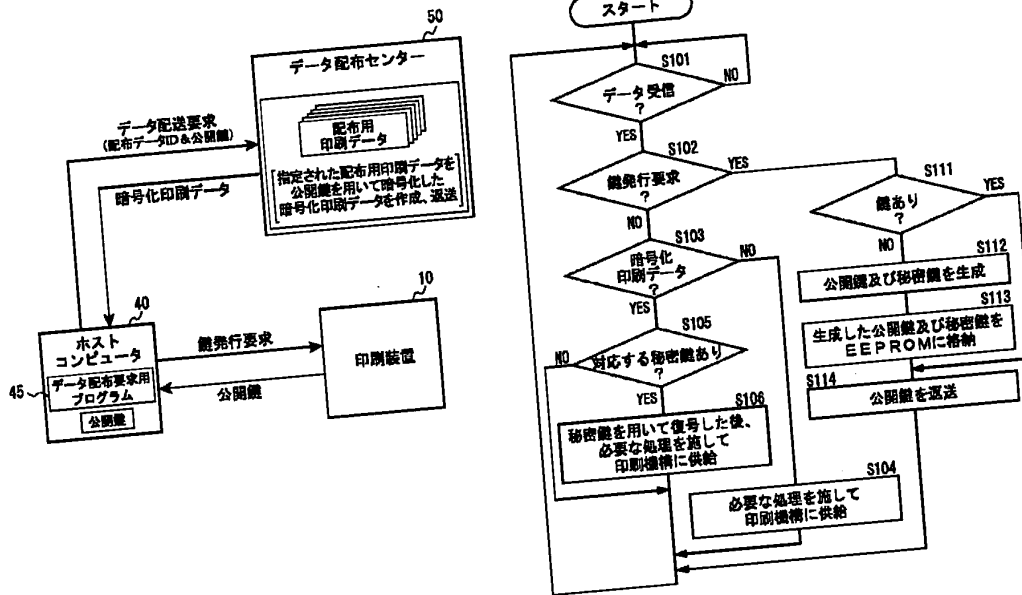 50
データ配布センター
配布用
印刷データ
指定された配布用印刷データを
公開鍵を用いて暗号化した
暗号化印刷データを作成、返送
データ配送要求
(配布データID&公開鍵)
暗号化印刷データ
40
ホスト
コンピュータ
45
データ配布要求用
プログラム
公開鍵
鍵発行要求
公開鍵
10
印刷装置
スタート
S101
データ受信
?
NO
YES
S102
鍵発行要求
?
YES
NO
S103
暗号化
印刷データ
?
NO
YES
S105
対応する秘密鍵あり
?
NO
YES
S106
秘密鍵を用いて復号した後、
必要な処理を施して
印刷機構に供給
S104
必要な処理を施して
印刷機構に供給
S111
鍵あり
?
YES
NO
S112
公開鍵及び秘密鍵を生成
S113
生成した公開鍵及び秘密鍵を
EEPROMに格納
S114
公開鍵を返送